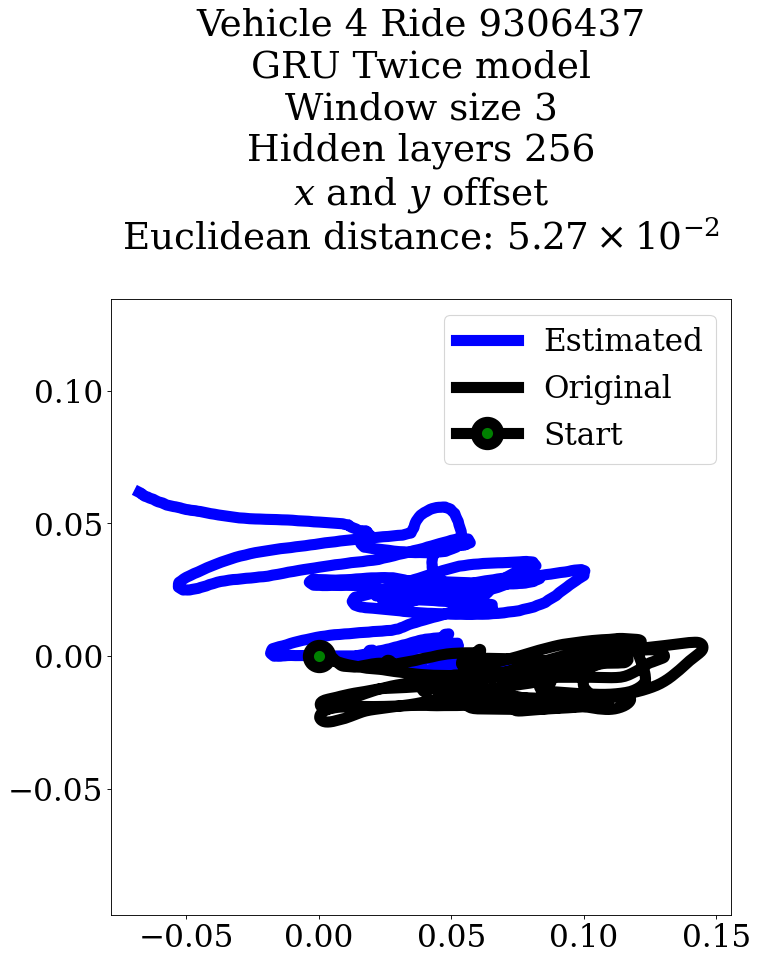 Vehicle 4 Ride 9306437
GRU Twice model
Window size 3
Hidden layers 256
x and y offset
Euclidean distance: 5.27 × 10⁻²
Estimated
Original
Start
0.10
0.05
0.00
−0.05
−0.05 0.00 0.05 0.10 0.15